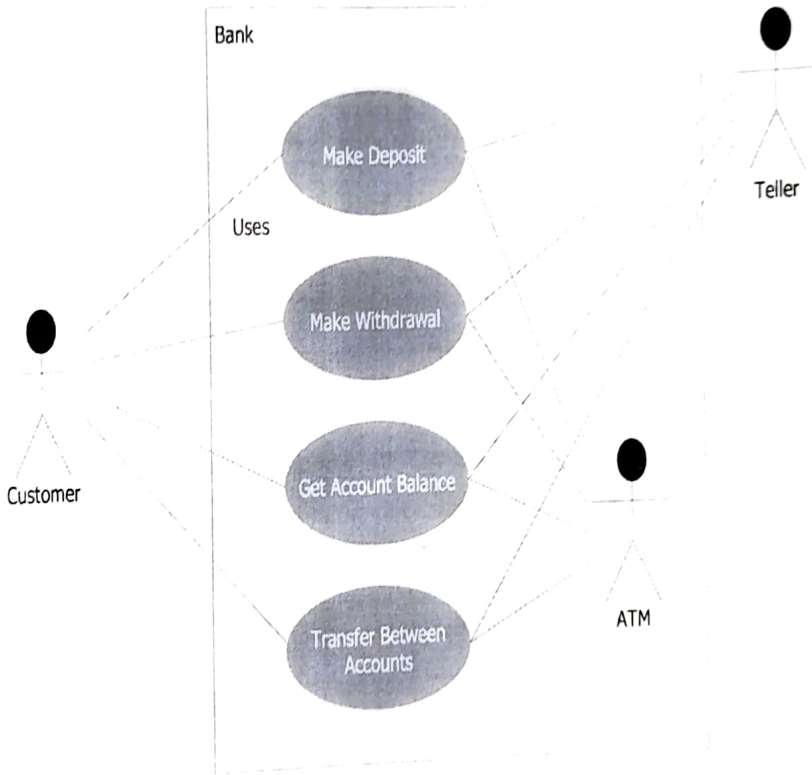 Bank
Make Deposit
Teller
Uses
Make Withdrawal
Get Account Balance
Customer
ATM
Transfer Between
Accounts